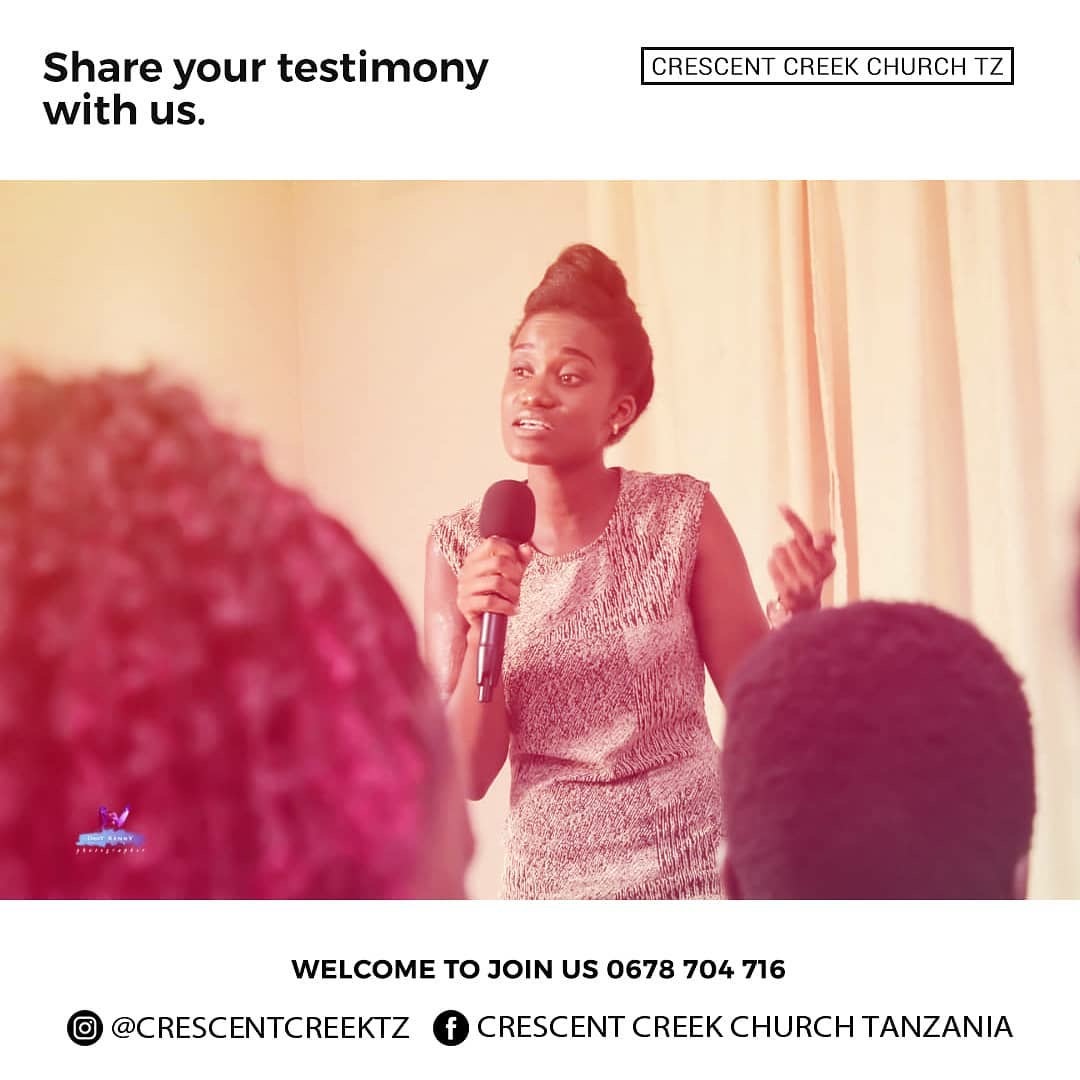 Share your testimony
with us.
CRESCENT CREEK CHURCH TZ
photographer
WELCOME TO JOIN US 0678 704 716
@CRESCENTCREEKTZ
CRESCENT CREEK CHURCH TANZANIA